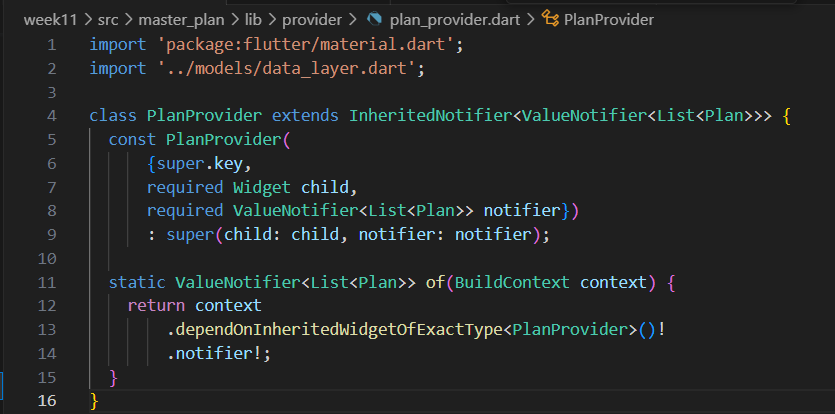 week11 > src > master_plan > lib > provider > plan_provider.dart > PlanProvider
1 import 'package:flutter/material.dart';
2 import '../models/data_layer.dart';
3
4 class PlanProvider extends InheritedNotifier<ValueNotifier<List<Plan>>> {
5 const PlanProvider(
6 {super.key,
7 required Widget child,
8 required ValueNotifier<List<Plan>> notifier})
9 : super(child: child, notifier: notifier);
10
11 static ValueNotifier<List<Plan>> of(BuildContext context) {
12 return context
13 .dependOnInheritedWidgetOfExactType<PlanProvider>()!
14 .notifier!;
15 }
16 }